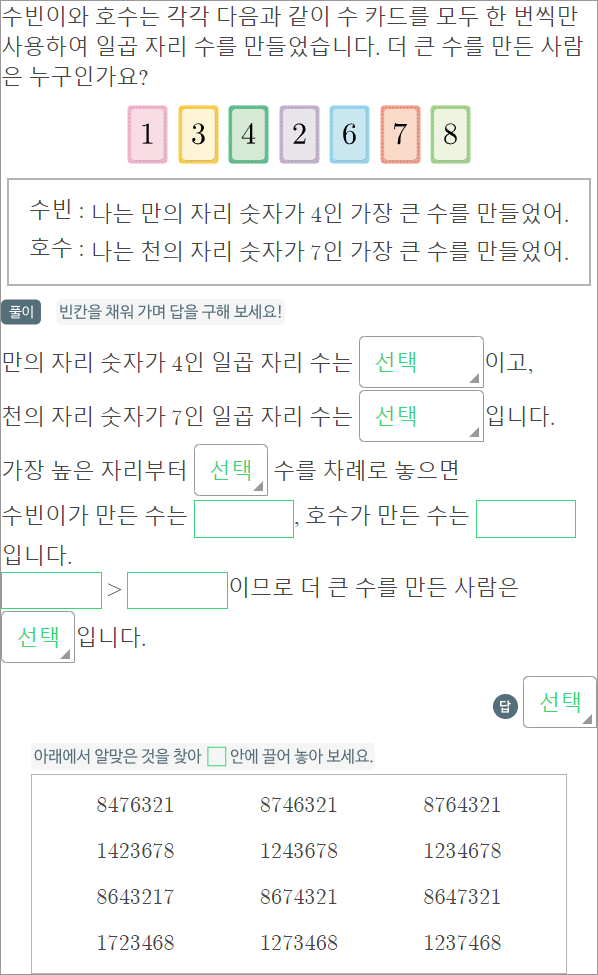 수빈이와 호수는 각각 다음과 같이 수 카드를 모두 한 번씩만
사용하여 일곱 자리 수를 만들었습니다. 더 큰 수를 만든 사람
은 누구인가요?
1 3 4 2 6 7 8
수빈 : 나는 만의 자리 숫자가 4인 가장 큰 수를 만들었어.
호수 : 나는 천의 자리 숫자가 7인 가장 큰 수를 만들었어.
풀이 빈칸을 채워 가며 답을 구해 보세요!
만의 자리 숫자가 4인 일곱 자리 수는 선택 이고,
천의 자리 숫자가 7인 일곱 자리 수는 선택 입니다.
가장 높은 자리부터 선택 수를 차례로 놓으면
수빈이가 만든 수는 , 호수가 만든 수는
입니다.
> 이므로 더 큰 수를 만든 사람은
선택 입니다.
답 선택
아래에서 알맞은 것을 찾아 안에 끌어 놓아 보세요.
8476321 8746321 8764321
1423678 1243678 1234678
8643217 8674321 8647321
1723468 1273468 1237468